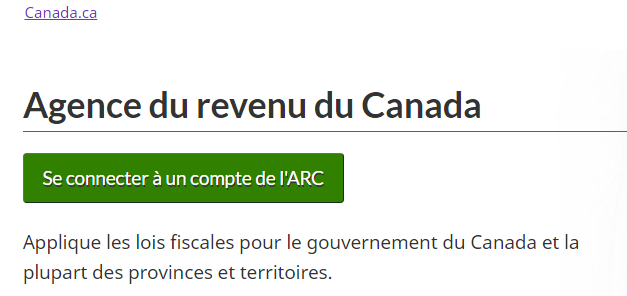 Canada.ca
Agence du revenu du Canada
Se connecter à un compte de l'ARC
Applique les lois fiscales pour le gouvernement du Canada et la
plupart des provinces et territoires.